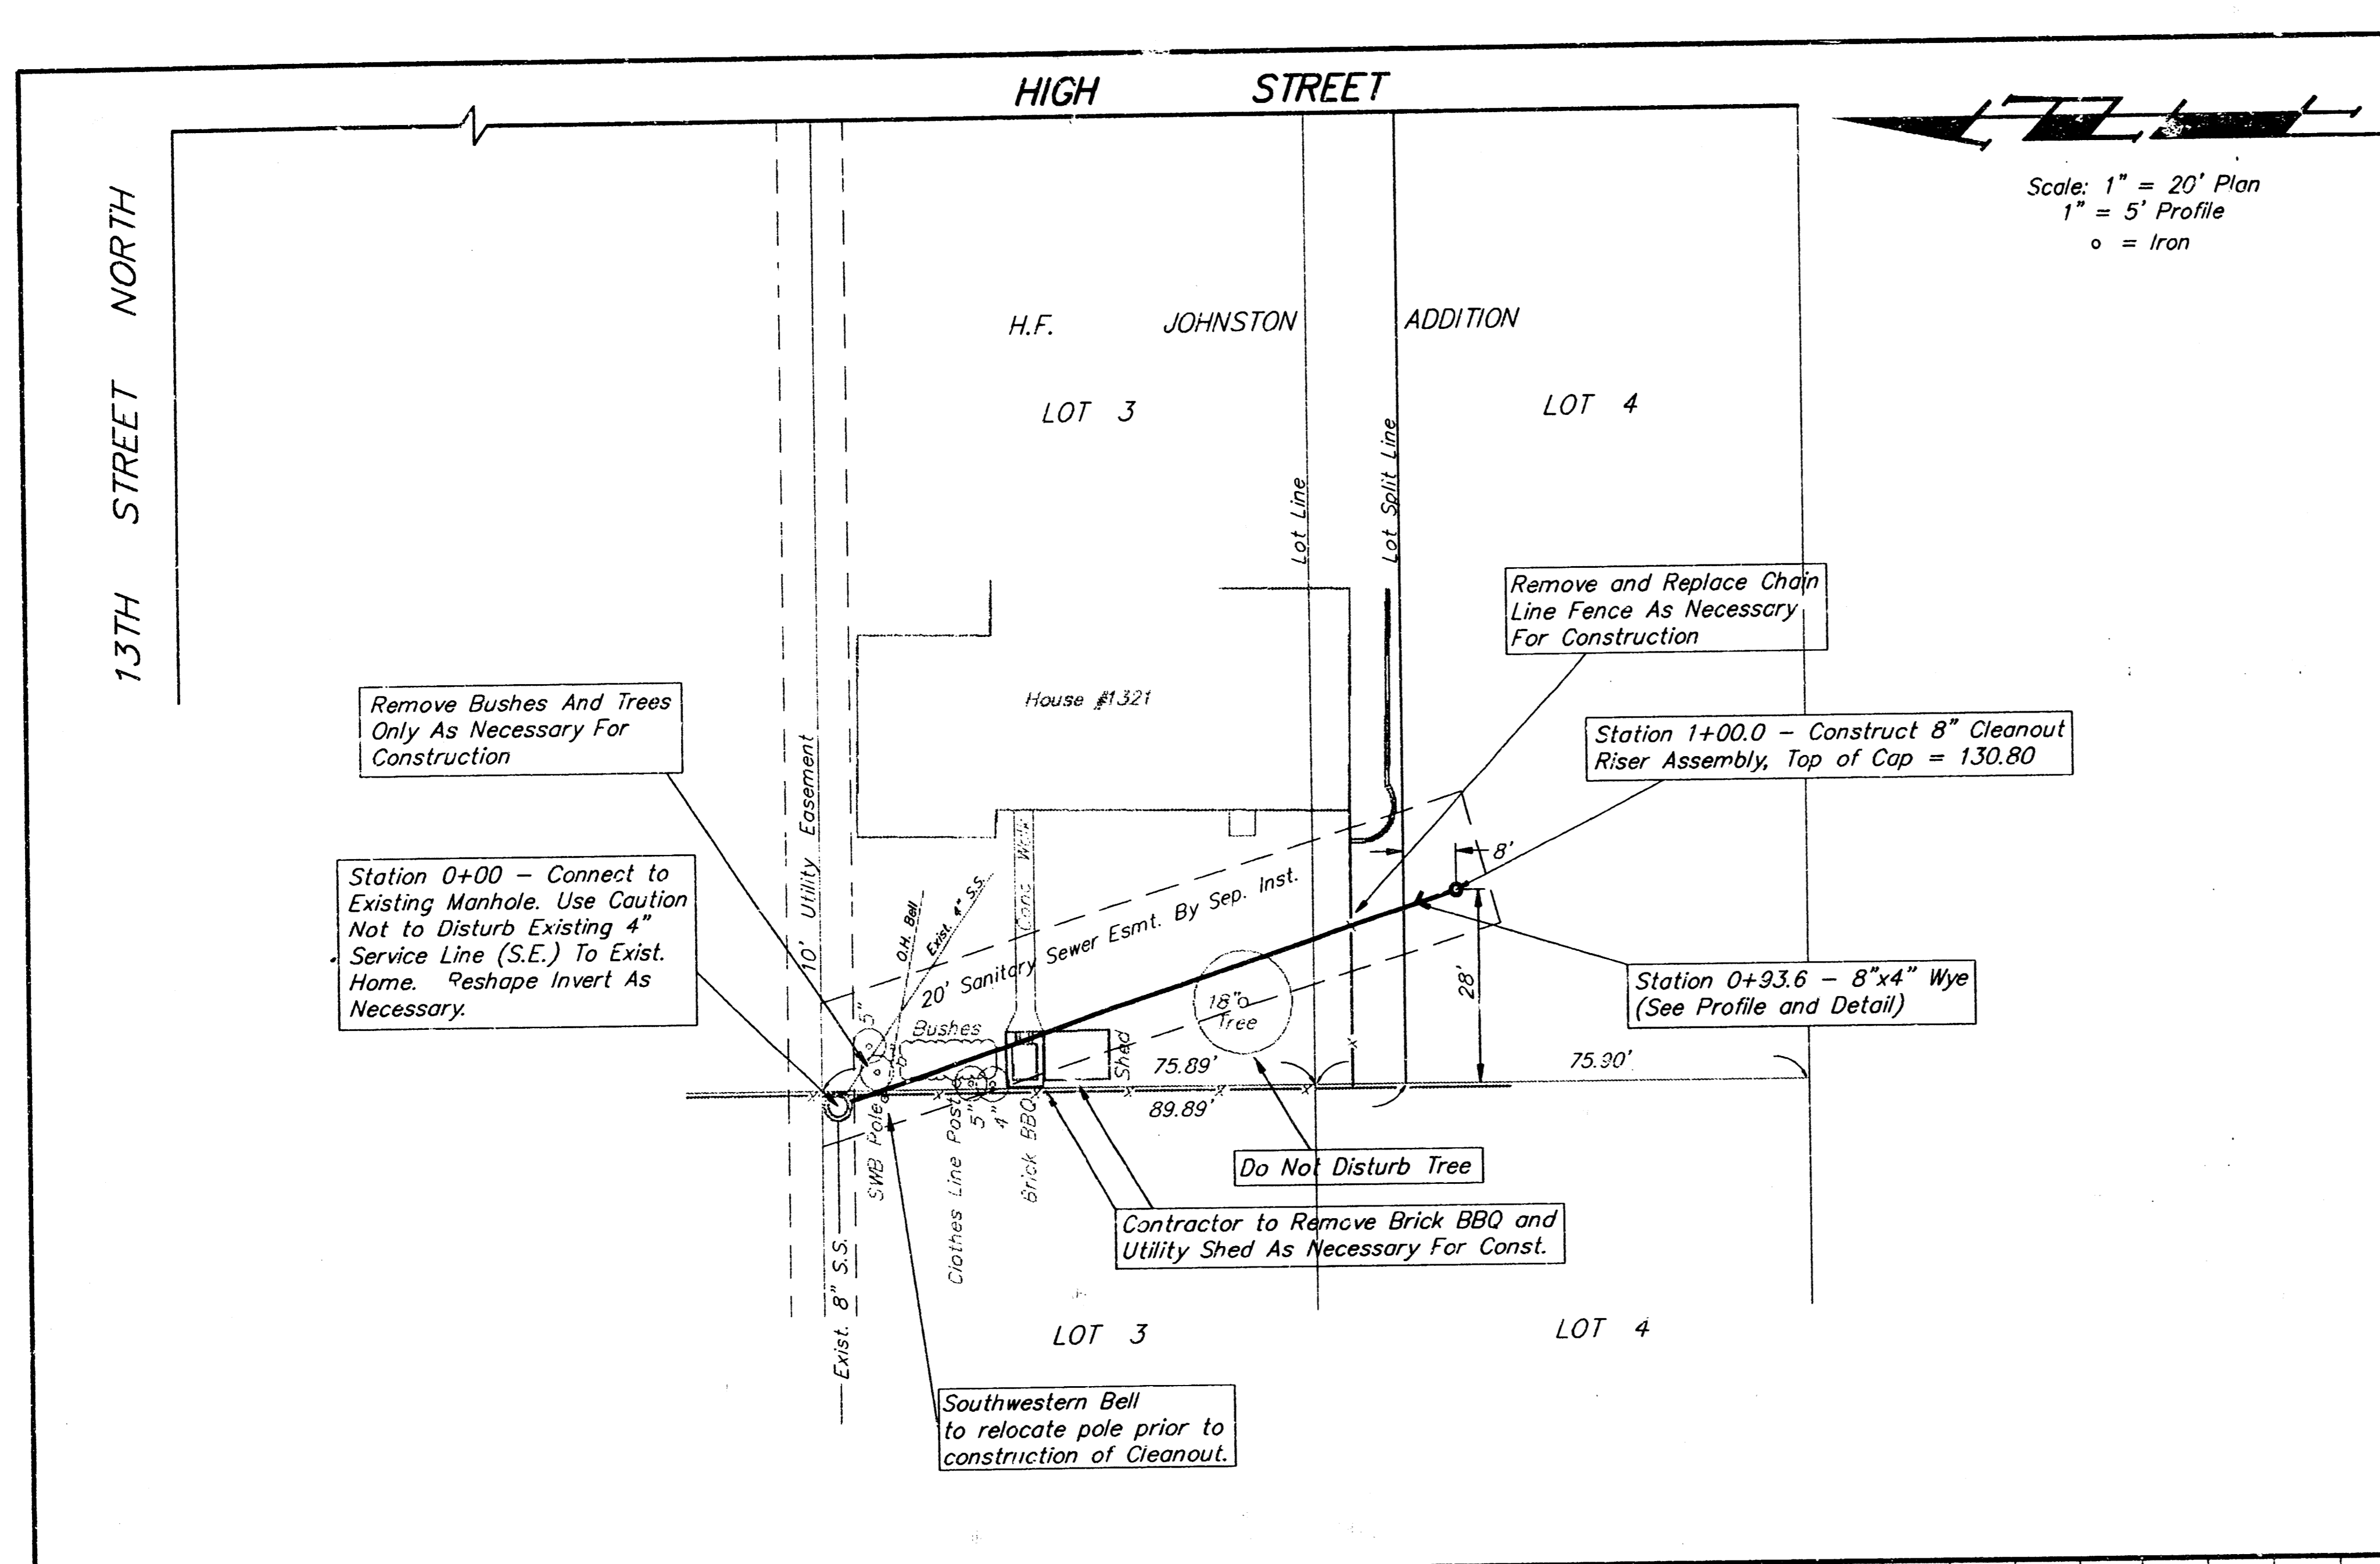 HIGH STREET
13TH STREET NORTH
Scale: 1" = 20' Plan
1" = 5' Profile
o = Iron
H.F. JOHNSTON ADDITION
LOT 3
LOT 4
Lot Line
Lot Split Line
Remove and Replace Chain
Line Fence As Necessary
For Construction
House #1321
Remove Bushes And Trees
Only As Necessary For
Construction
Station 1+00.0 - Construct 8" Cleanout
Riser Assembly, Top of Cap = 130.80
10' Utility Easement
Station 0+00 - Connect to
Existing Manhole. Use Caution
Not to Disturb Existing 4"
Service Line (S.E.) To Exist.
Home. Reshape Invert As
Necessary.
O.H. Bell
Exist. 4" S.S.
Conc Walk
20' Sanitary Sewer Esmt. By Sep. Inst.
8'
28'
Station 0+93.6 - 8"x4" Wye
(See Profile and Detail)
5"
Bushes
18"
Tree
Shed
75.89'
75.90'
89.89'
SWB Pole
Clothes Line Post
5"
4"
Brick BBQ
Do Not Disturb Tree
Contractor to Remove Brick BBQ and
Utility Shed As Necessary For Const.
Exist. 8" S.S.
LOT 3
LOT 4
Southwestern Bell
to relocate pole prior to
construction of Cleanout.